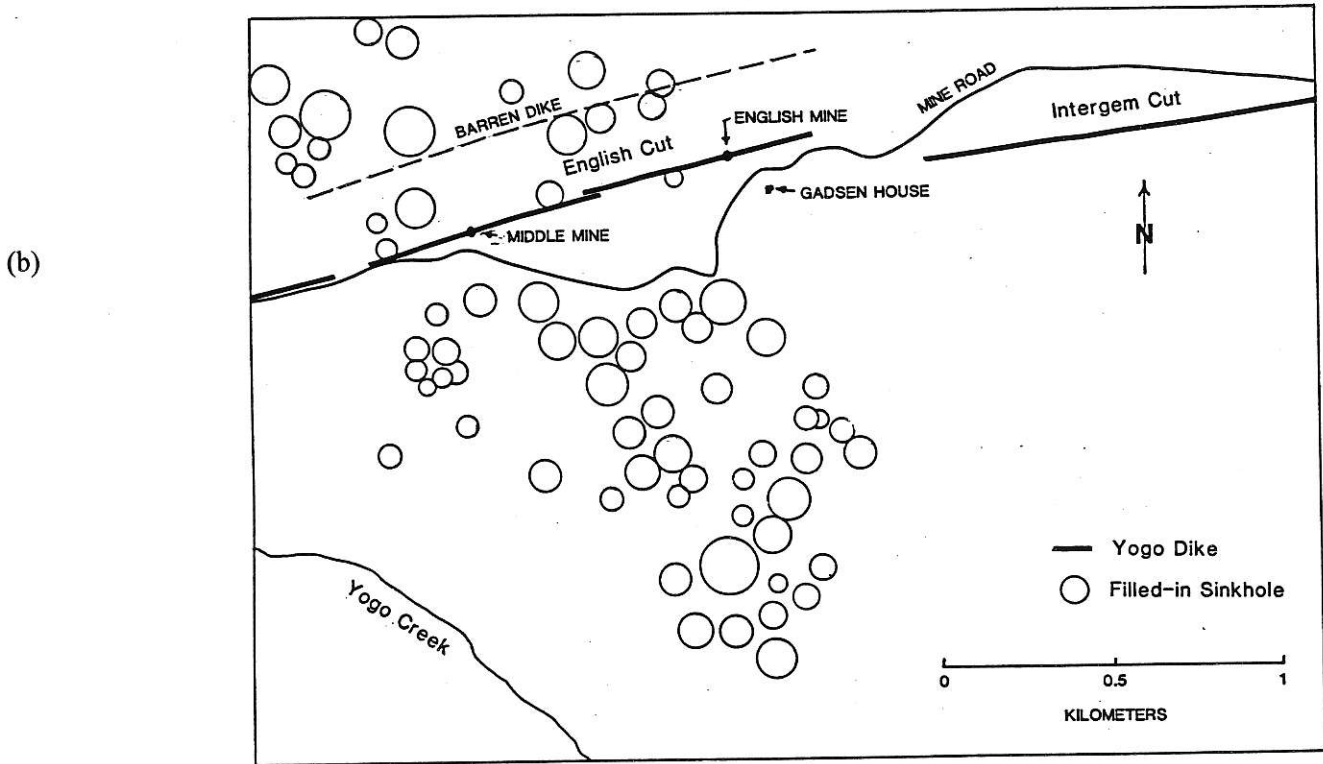 (b)
BARREN DIKE
English Cut
ENGLISH MINE
MINE ROAD
Intergem Cut
GADSEN HOUSE
MIDDLE MINE
N
Yogo Creek
Yogo Dike
Filled-in Sinkhole
0 0.5 1
KILOMETERS